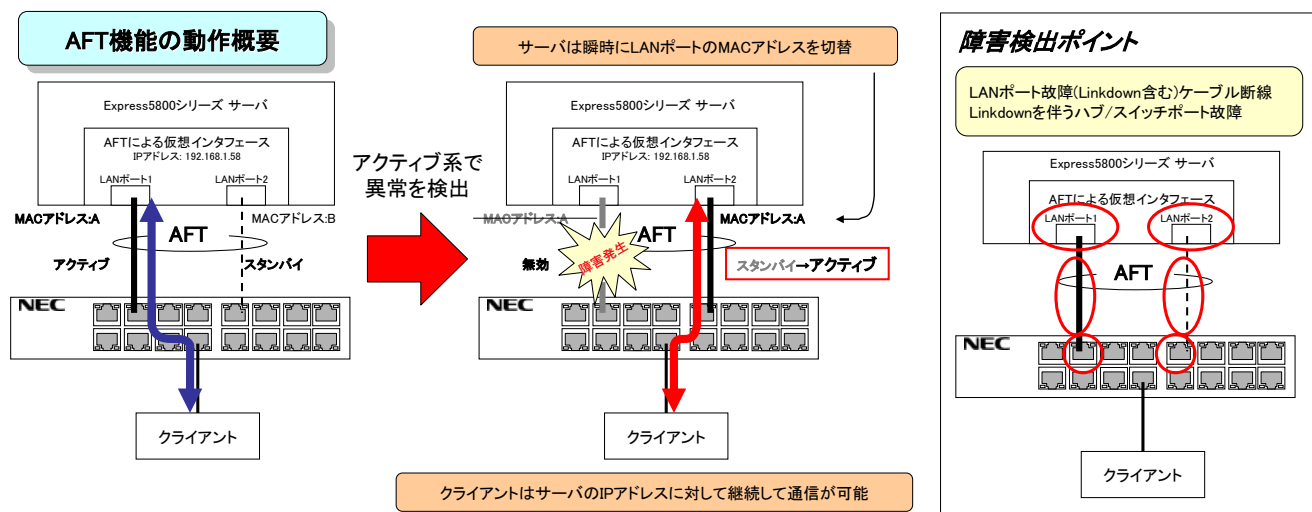 AFT機能の動作概要
Express5800シリーズ サーバ
AFTによる仮想インタフェース
IPアドレス: 192.168.1.58
LANポート1
LANポート2
MACアドレス:A
MACアドレス:B
AFT
アクティブ
スタンバイ
NEC
クライアント
アクティブ系で
異常を検出
サーバは瞬時にLANポートのMACアドレスを切替
Express5800シリーズ サーバ
AFTによる仮想インタフェース
IPアドレス: 192.168.1.58
LANポート1
LANポート2
MACアドレス:A
MACアドレス:A
AFT
障害発生
無効
スタンバイ→アクティブ
NEC
クライアント
クライアントはサーバのIPアドレスに対して継続して通信が可能
障害検出ポイント
LANポート故障(Linkdown含む)ケーブル断線
Linkdownを伴うハブ/スイッチポート故障
Express5800シリーズ サーバ
AFTによる仮想インタフェース
LANポート1
LANポート2
AFT
NEC
クライアント